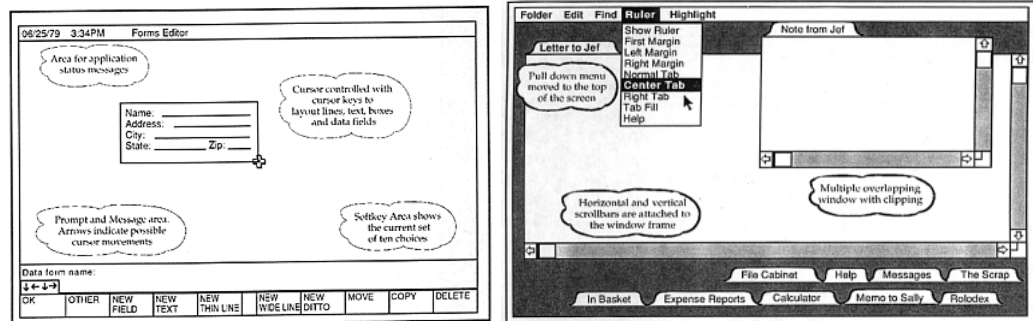 06/25/79 3:34PM Forms Editor
Area for application
status messages
Cursor controlled with
cursor keys to
layout lines, text, boxes
and data fields
Name:
Address:
City:
State: Zip:
Prompt and Message area.
Arrows indicate possible
cursor movements
Softkey Area shows
the current set
of ten choices
Data form name:
↓←↓→
OK OTHER NEW FIELD NEW TEXT NEW THIN LINE NEW WIDE LINE NEW DITTO MOVE COPY DELETE
Folder Edit Find Ruler Highlight
Show Ruler
First Margin
Left Margin
Right Margin
Normal Tab
Center Tab
Right Tab
Tab Fill
Help
Letter to Jef
Note from Jef
Pull down menu
moved to the top
of the screen
Horizontal and vertical
scrollbars are attached to
the window frame
Multiple overlapping
window with clipping
File Cabinet Help Messages The Scrap
In Basket Expense Reports Calculator Memo to Sally Rolodex